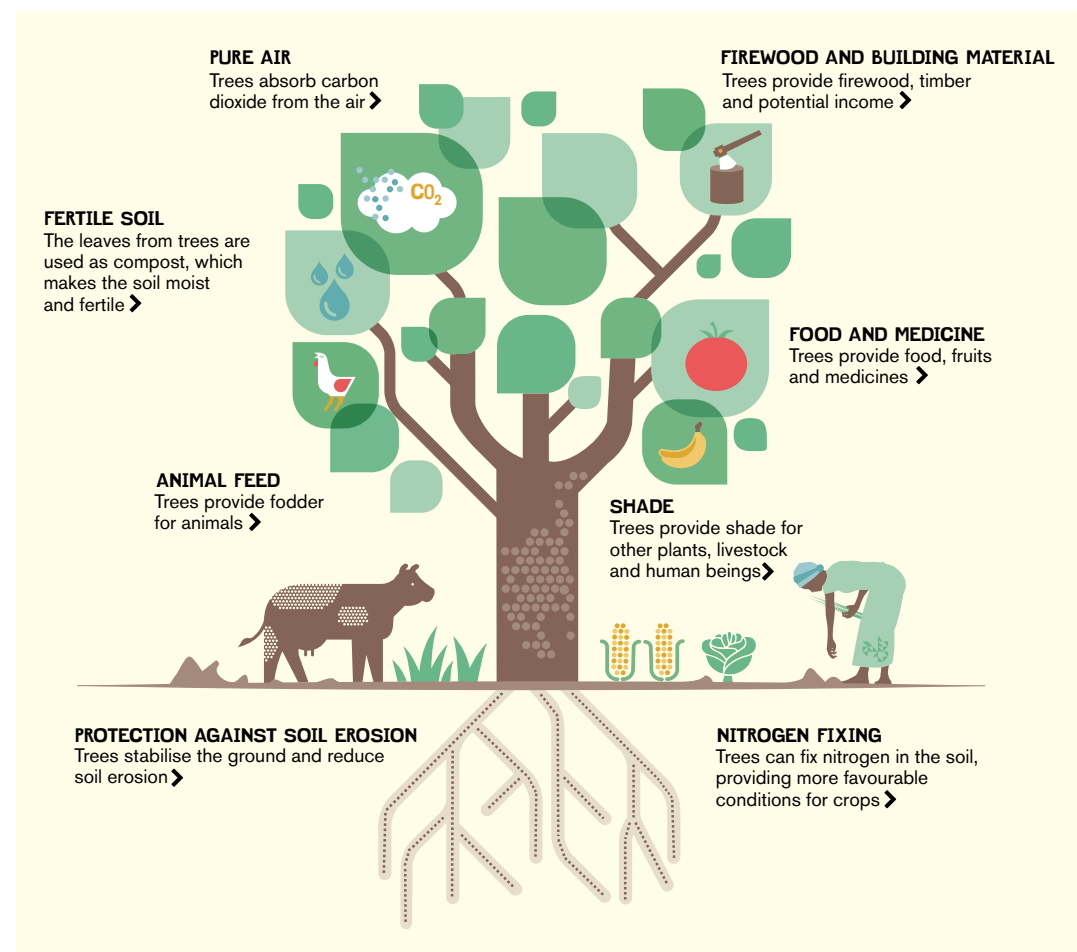 PURE AIR
Trees absorb carbon
dioxide from the air
FIREWOOD AND BUILDING MATERIAL
Trees provide firewood, timber
and potential income
CO2
FERTILE SOIL
The leaves from trees are
used as compost, which
makes the soil moist
and fertile
FOOD AND MEDICINE
Trees provide food, fruits
and medicines
ANIMAL FEED
Trees provide fodder
for animals
SHADE
Trees provide shade for
other plants, livestock
and human beings
PROTECTION AGAINST SOIL EROSION
Trees stabilise the ground and reduce
soil erosion
NITROGEN FIXING
Trees can fix nitrogen in the soil,
providing more favourable
conditions for crops